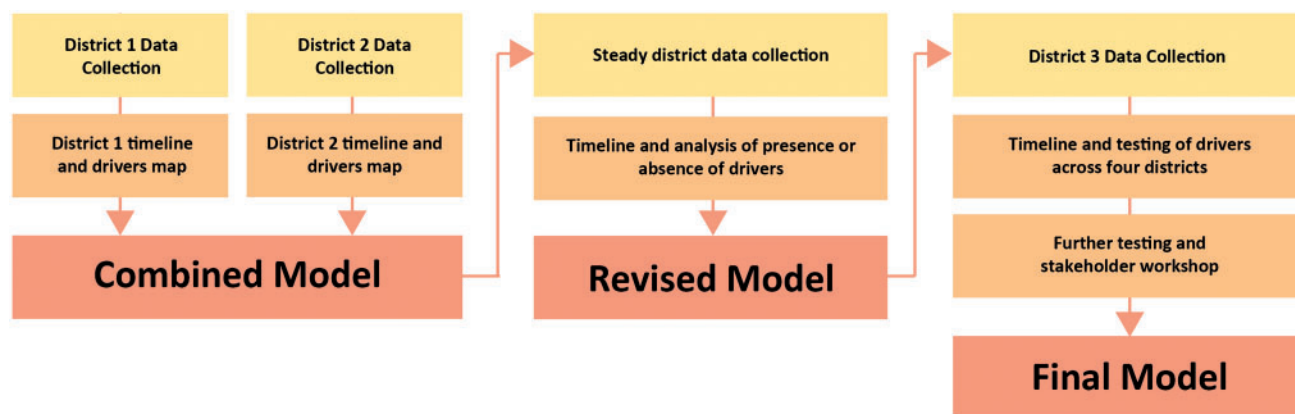 District 1 Data
Collection
District 1 timeline
and drivers map
District 2 Data
Collection
District 2 timeline and
drivers map
Combined Model
Steady district data collection
Timeline and analysis of presence or
absence of drivers
Revised Model
District 3 Data Collection
Timeline and testing of drivers
across four districts
Further testing and
stakeholder workshop
Final Model